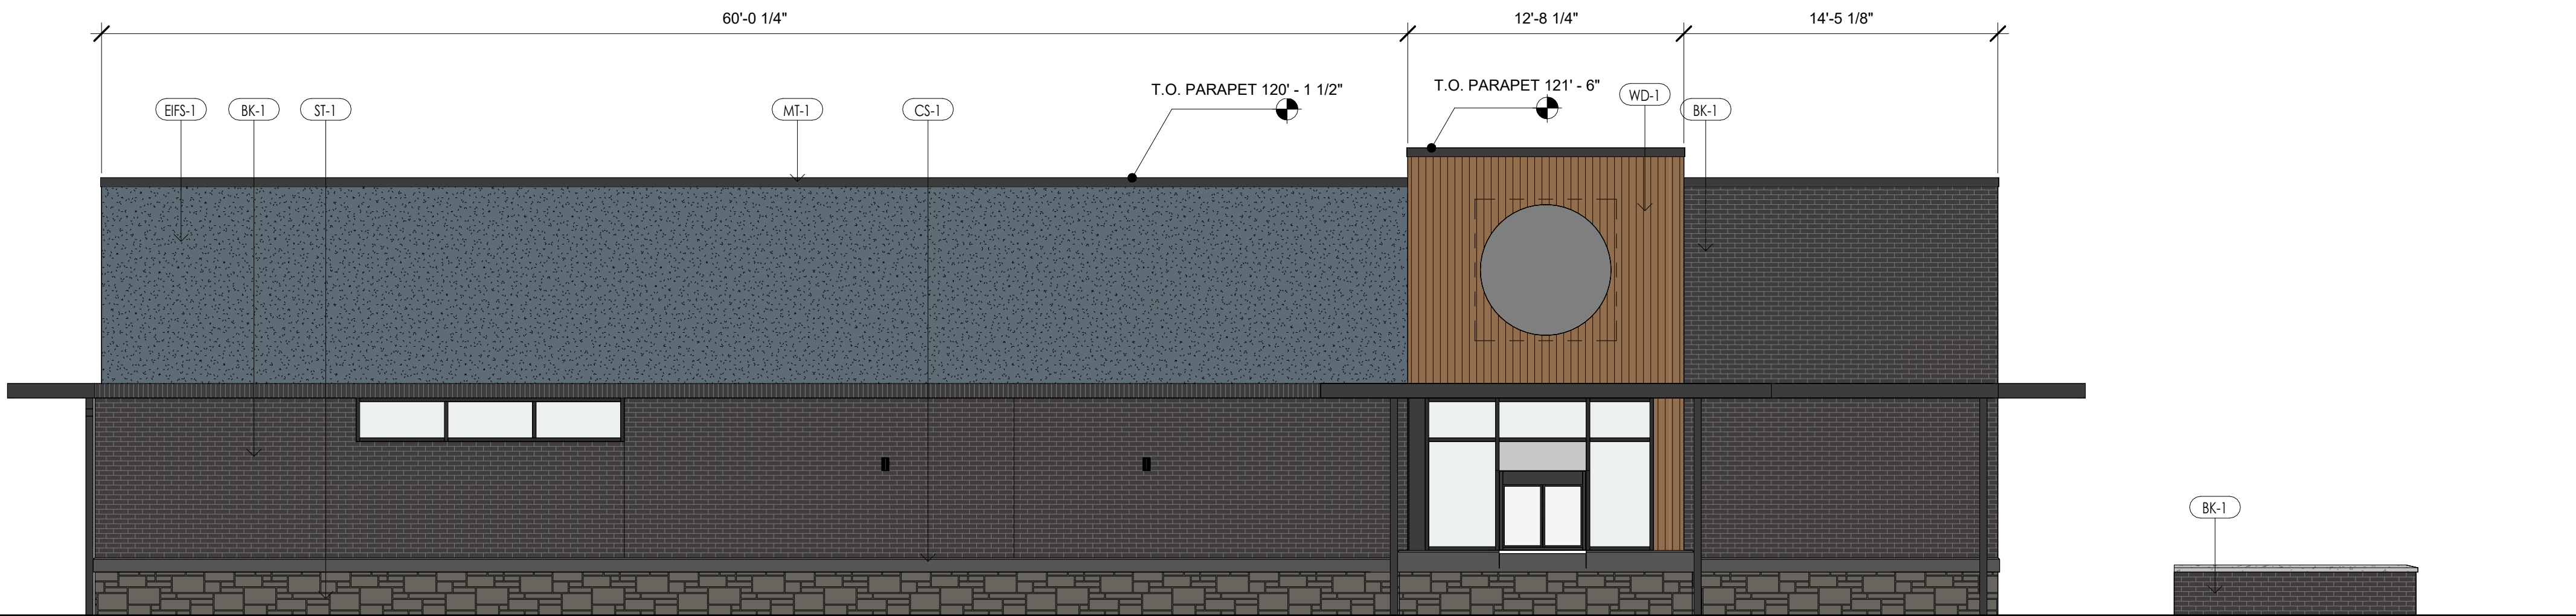 60'-0 1/4"
12'-8 1/4"
14'-5 1/8"
T.O. PARAPET 120' - 1 1/2"
T.O. PARAPET 121' - 6"
WD-1
EIFS-1
BK-1
ST-1
MT-1
CS-1
BK-1
BK-1